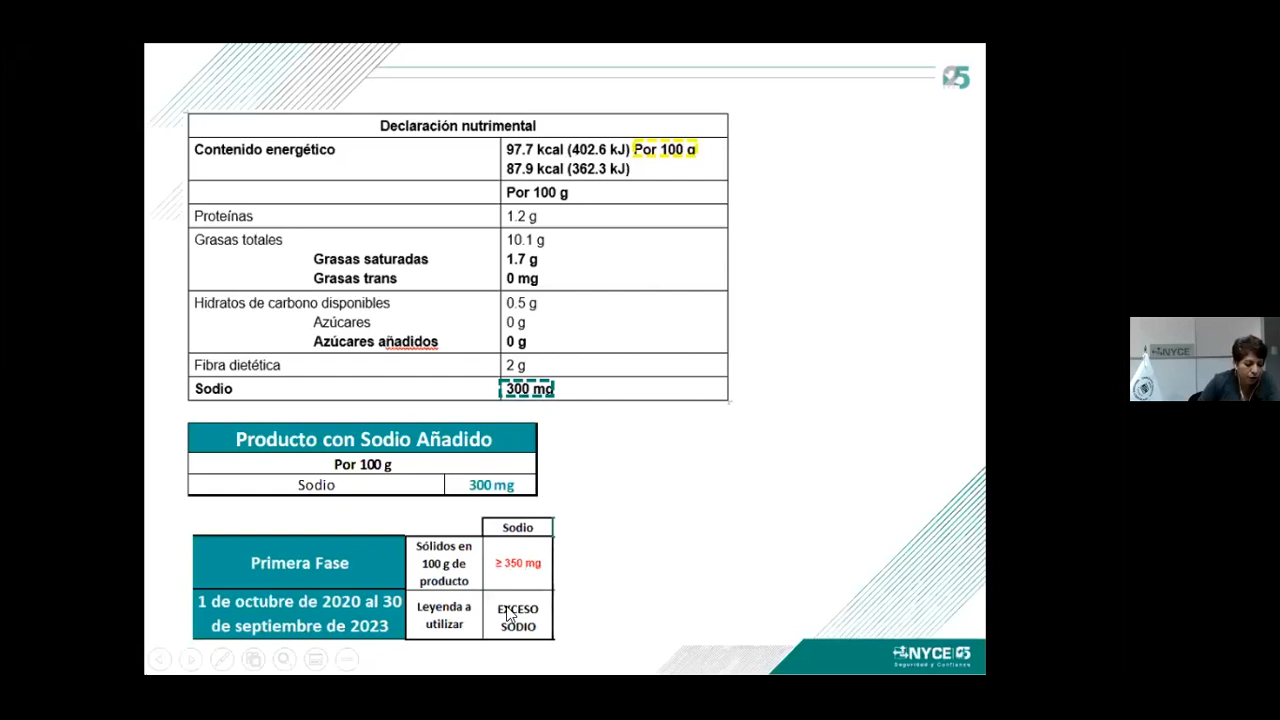 25
Declaración nutrimental
Contenido energético 97.7 kcal (402.6 kJ) Por 100 g
87.9 kcal (362.3 kJ)
Por 100 g
Proteínas 1.2 g
Grasas totales 10.1 g
Grasas saturadas 1.7 g
Grasas trans 0 mg
Hidratos de carbono disponibles 0.5 g
Azúcares 0 g
Azúcares añadidos 0 g
Fibra dietética 2 g
Sodio 300 mg
Producto con Sodio Añadido
Por 100 g
Sodio 300 mg
Sodio
Primera Fase
Sólidos en
100 g de
producto
≥ 350 mg
1 de octubre de 2020 al 30
de septiembre de 2023
Leyenda a
utilizar
EXCESO
SODIO
NYCE 25
Seguridad y Confianza
NYCE